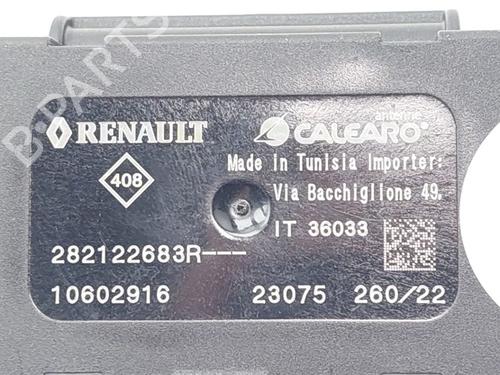 RENAULT
antenne
CALEARO
408
Made in Tunisia Importer:
Via Bacchiglione 49.
IT 36033
282122683R---
10602916 23075 260/22
B-PARTS